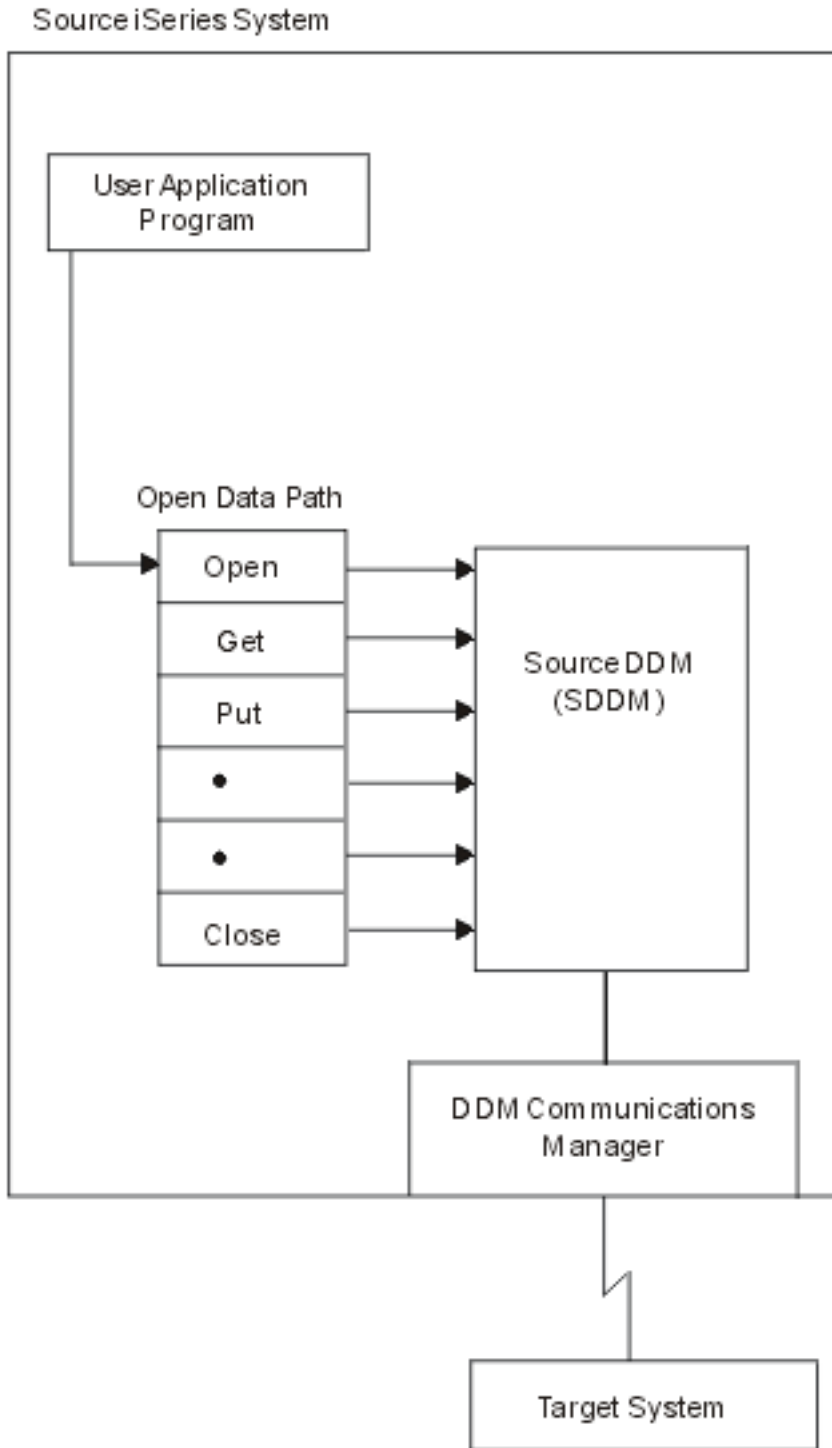 Source iSeries System
User Application
Program
Open Data Path
Open
Get
Put
•
•
Close
Source DDM
(SDDM)
DDM Communications
Manager
Target System